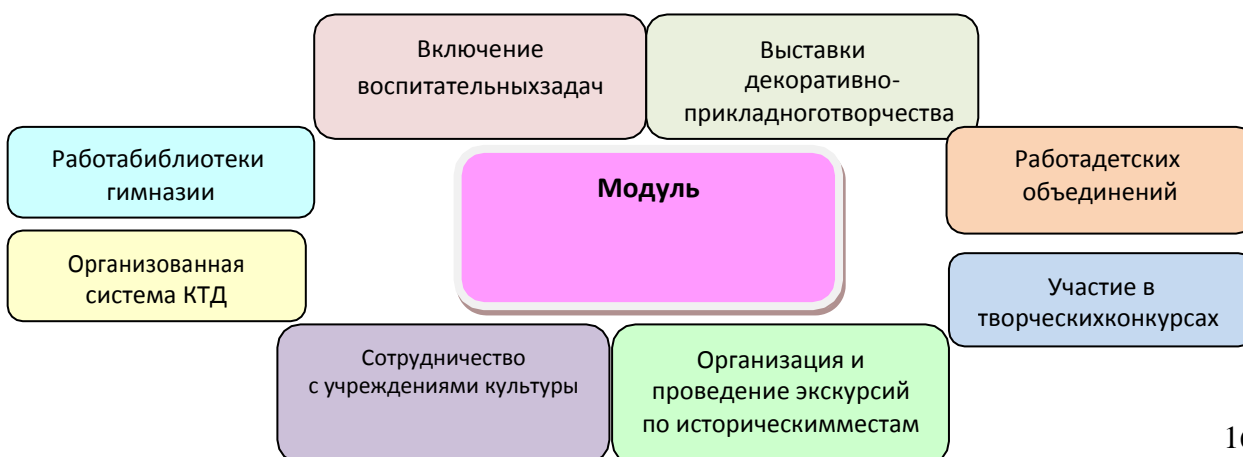 Включение
воспитательныхзадач
Выставки
декоративно-
прикладноготворчества
Работабиблиотеки
гимназии
Модуль
Работадетских
объединений
Организованная
система КТД
Участие в
творческихконкурсах
Сотрудничество
с учреждениями культуры
Организация и
проведение экскурсий
по историческимместам